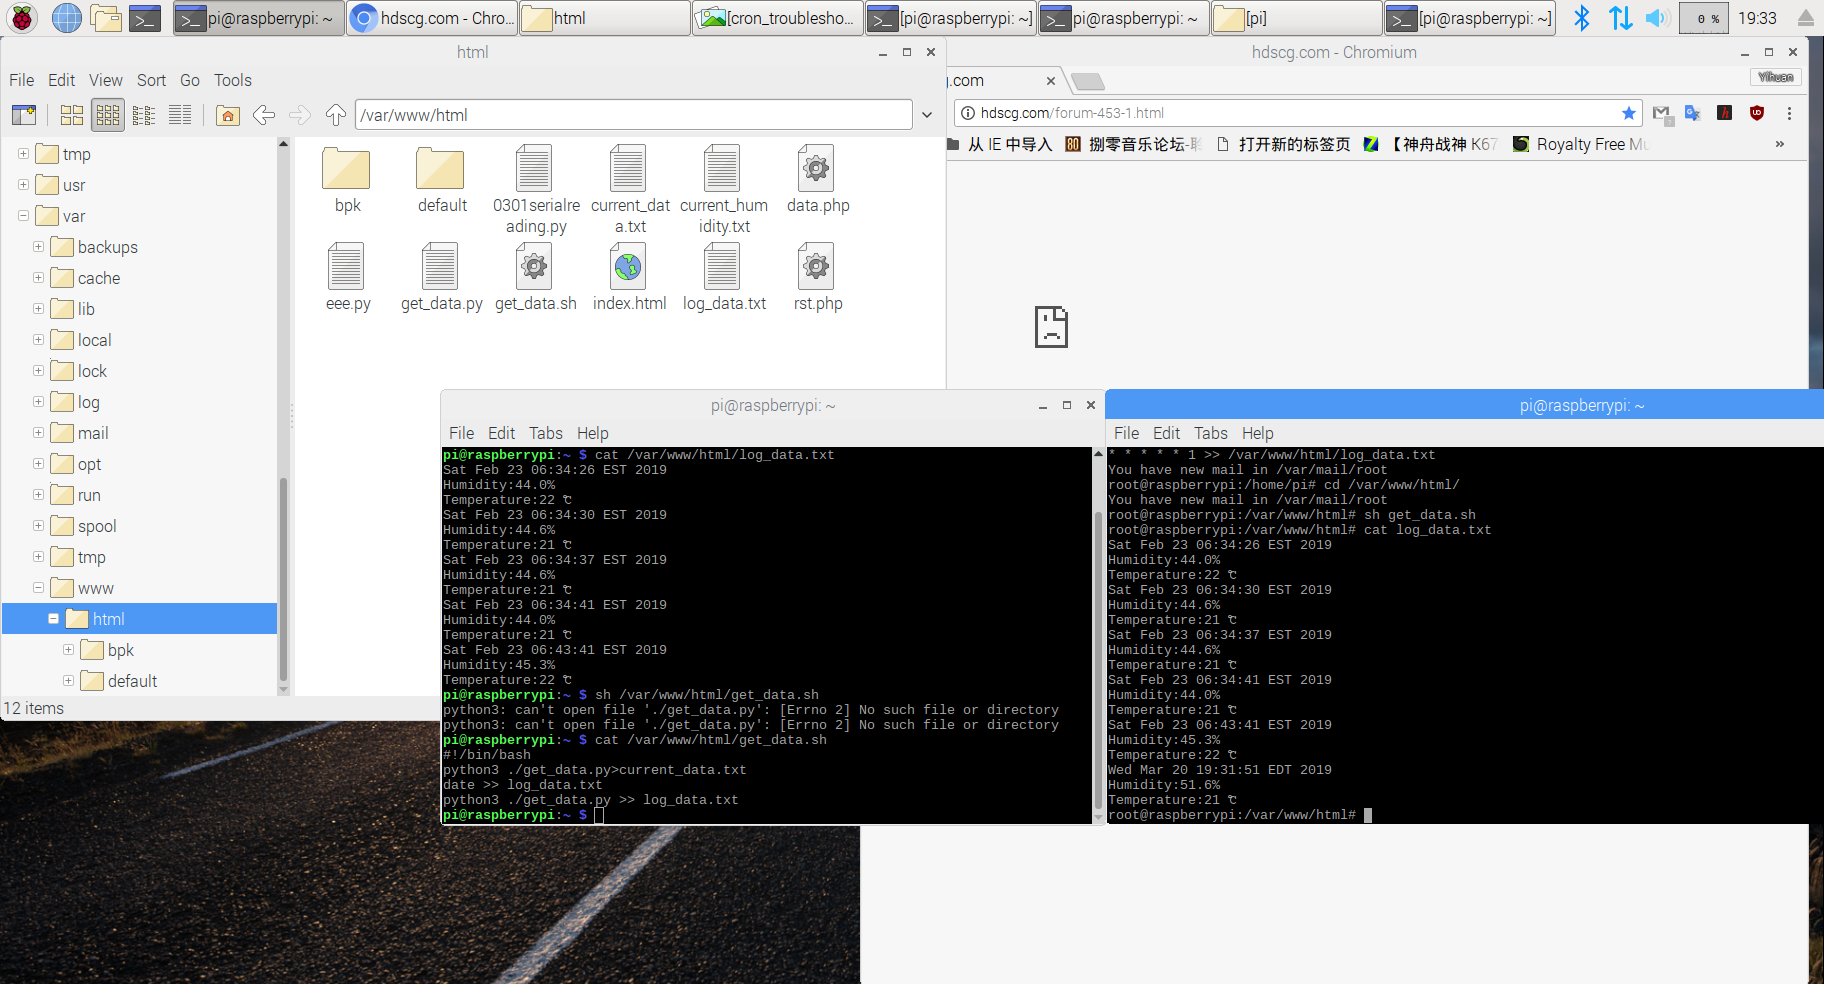 pi@raspberrypi: ~
hdscg.com - Chro...
html
[cron_troublesho...
[pi@raspberrypi: ~]
pi@raspberrypi: ~
[pi]
[pi@raspberrypi: ~]
0 %
19:33
html
File Edit View Sort Go Tools
/var/www/html
tmp
usr
var
backups
cache
lib
local
lock
log
mail
opt
run
spool
tmp
www
html
bpk
default
bpk
default
0301serialre
ading.py
current_dat
a.txt
current_hum
idity.txt
data.php
eee.py
get_data.py
get_data.sh
index.html
log_data.txt
rst.php
12 items
hdscg.com - Chromium
.com
Yihuan
hdscg.com/forum-453-1.html
从 IE 中导入
捌零音乐论坛-
打开新的标签页
【神舟战神 K67
Royalty Free Mu
»
pi@raspberrypi: ~
File Edit Tabs Help
pi@raspberrypi:~ $ cat /var/www/html/log_data.txt
Sat Feb 23 06:34:26 EST 2019
Humidity:44.0%
Temperature:22 ℃
Sat Feb 23 06:34:30 EST 2019
Humidity:44.6%
Temperature:21 ℃
Sat Feb 23 06:34:37 EST 2019
Humidity:44.6%
Temperature:21 ℃
Sat Feb 23 06:34:41 EST 2019
Humidity:44.0%
Temperature:21 ℃
Sat Feb 23 06:43:41 EST 2019
Humidity:45.3%
Temperature:22 ℃
pi@raspberrypi:~ $ sh /var/www/html/get_data.sh
python3: can't open file './get_data.py': [Errno 2] No such file or directory
python3: can't open file './get_data.py': [Errno 2] No such file or directory
pi@raspberrypi:~ $ cat /var/www/html/get_data.sh
#!/bin/bash
python3 ./get_data.py>current_data.txt
date >> log_data.txt
python3 ./get_data.py >> log_data.txt
pi@raspberrypi:~ $
pi@raspberrypi: ~
File Edit Tabs Help
* * * * * 1 >> /var/www/html/log_data.txt
You have new mail in /var/mail/root
root@raspberrypi:/home/pi# cd /var/www/html/
You have new mail in /var/mail/root
root@raspberrypi:/var/www/html# sh get_data.sh
root@raspberrypi:/var/www/html# cat log_data.txt
Sat Feb 23 06:34:26 EST 2019
Humidity:44.0%
Temperature:22 ℃
Sat Feb 23 06:34:30 EST 2019
Humidity:44.6%
Temperature:21 ℃
Sat Feb 23 06:34:37 EST 2019
Humidity:44.6%
Temperature:21 ℃
Sat Feb 23 06:34:41 EST 2019
Humidity:44.0%
Temperature:21 ℃
Sat Feb 23 06:43:41 EST 2019
Humidity:45.3%
Temperature:22 ℃
Wed Mar 20 19:31:51 EDT 2019
Humidity:51.6%
Temperature:21 ℃
root@raspberrypi:/var/www/html#